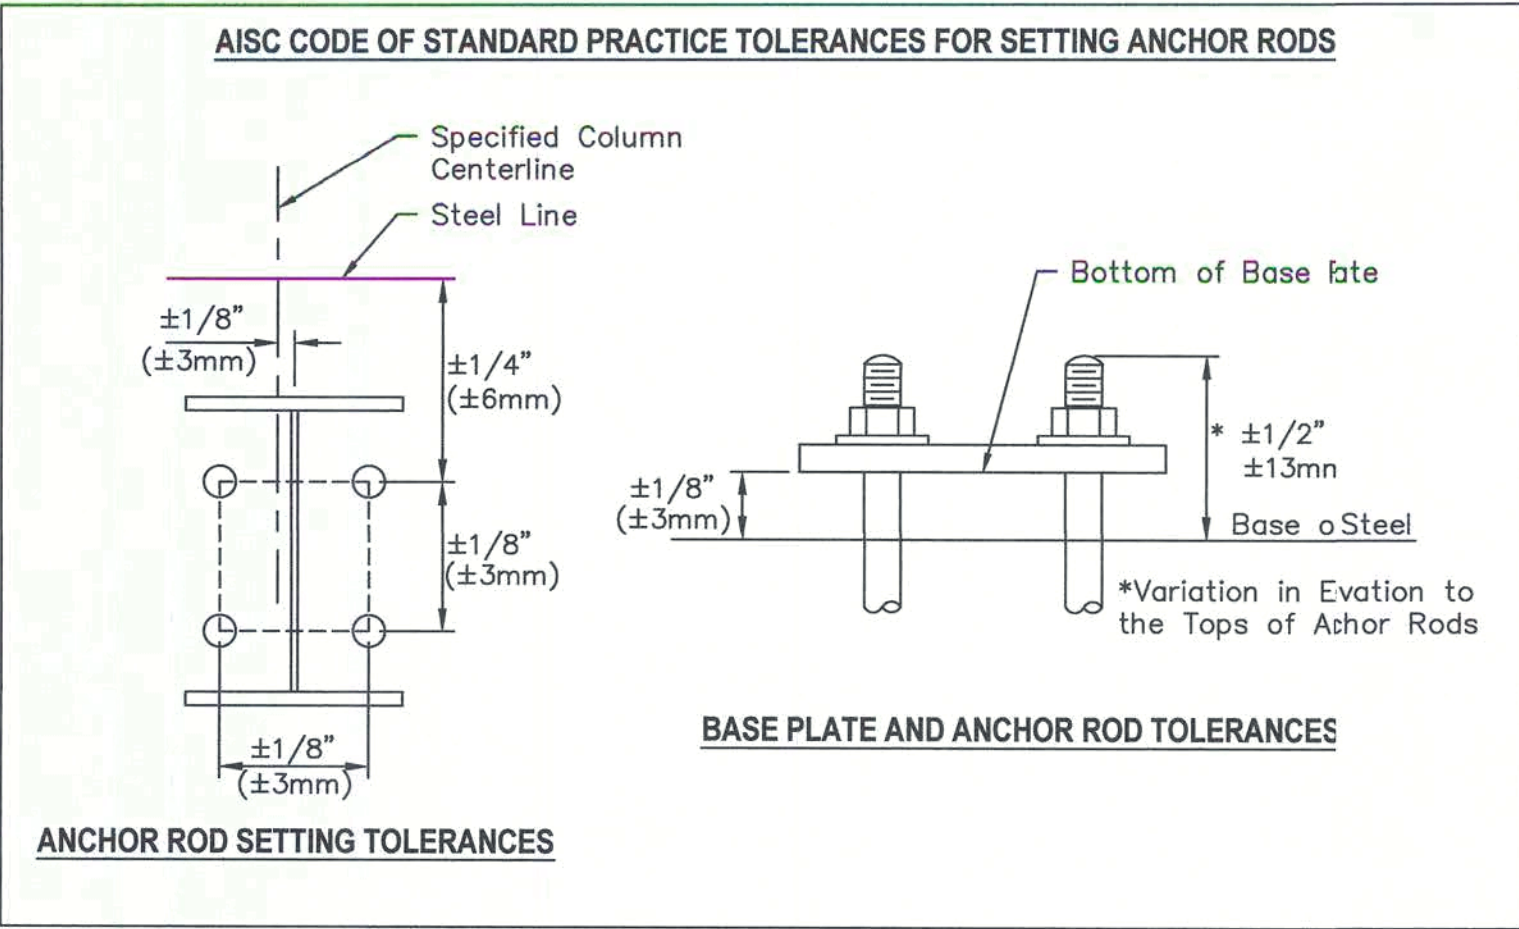 AISC CODE OF STANDARD PRACTICE TOLERANCES FOR SETTING ANCHOR RODS
Specified Column
Centerline
Steel Line
±1/8”
(±3mm)
±1/4”
(±6mm)
±1/8”
(±3mm)
±1/8”
(±3mm)
ANCHOR ROD SETTING TOLERANCES
Bottom of Base ate
* ±1/2”
±13mn
±1/8”
(±3mm)
Base o Steel
*Variation in Evation to
the Tops of Achor Rods
BASE PLATE AND ANCHOR ROD TOLERANCES